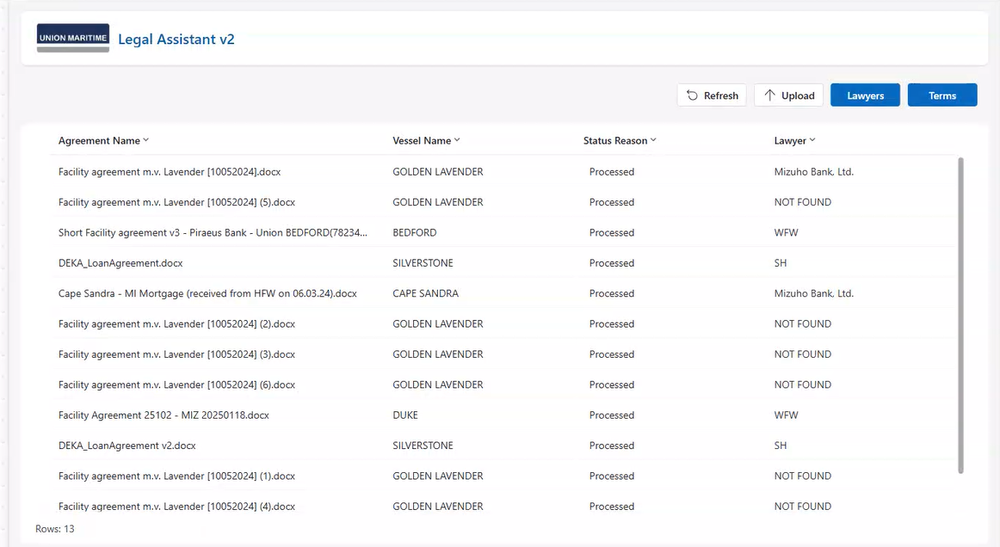 UNION MARITIME Legal Assistant v2
Refresh Upload Lawyers Terms
Agreement Name Vessel Name Status Reason Lawyer
Facility agreement m.v. Lavender [10052024].docx GOLDEN LAVENDER Processed Mizuho Bank, Ltd.
Facility agreement m.v. Lavender [10052024] (5).docx GOLDEN LAVENDER Processed NOT FOUND
Short Facility agreement v3 - Piraeus Bank - Union BEDFORD(78234... BEDFORD Processed WFW
DEKA_LoanAgreement.docx SILVERSTONE Processed SH
Cape Sandra - MI Mortgage (received from HFW on 06.03.24).docx CAPE SANDRA Processed Mizuho Bank, Ltd.
Facility agreement m.v. Lavender [10052024] (2).docx GOLDEN LAVENDER Processed NOT FOUND
Facility agreement m.v. Lavender [10052024] (3).docx GOLDEN LAVENDER Processed NOT FOUND
Facility agreement m.v. Lavender [10052024] (6).docx GOLDEN LAVENDER Processed NOT FOUND
Facility Agreement 25102 - MIZ 20250118.docx DUKE Processed WFW
DEKA_LoanAgreement v2.docx SILVERSTONE Processed SH
Facility agreement m.v. Lavender [10052024] (1).docx GOLDEN LAVENDER Processed NOT FOUND
Facility agreement m.v. Lavender [10052024] (4).docx GOLDEN LAVENDER Processed NOT FOUND
Rows: 13